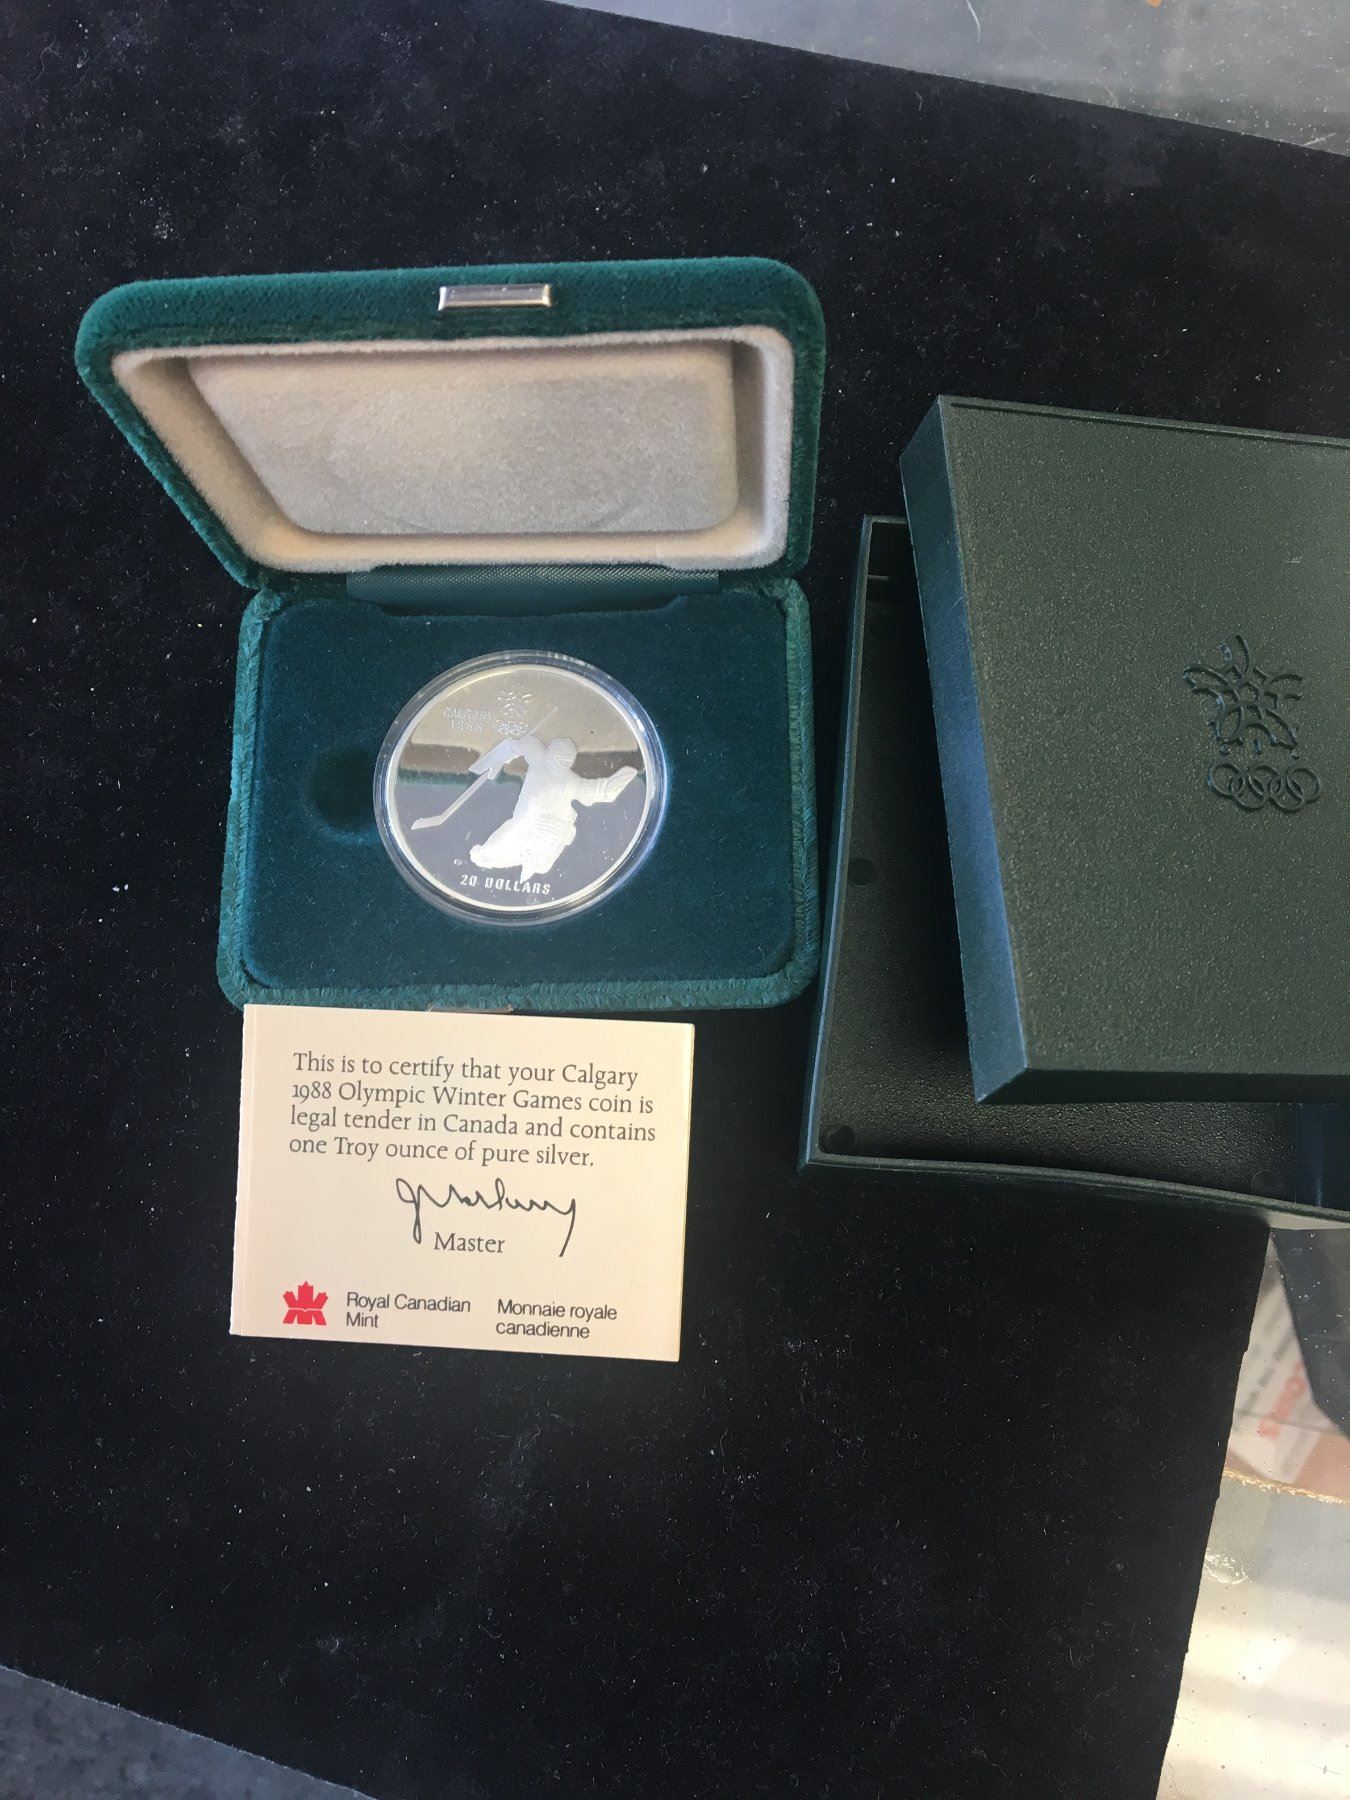 CALGARY
1988
20 DOLLARS
This is to certify that your Calgary
1988 Olympic Winter Games coin is
legal tender in Canada and contains
one Troy ounce of pure silver.
Master
Royal Canadian
Mint
Monnaie royale
canadienne